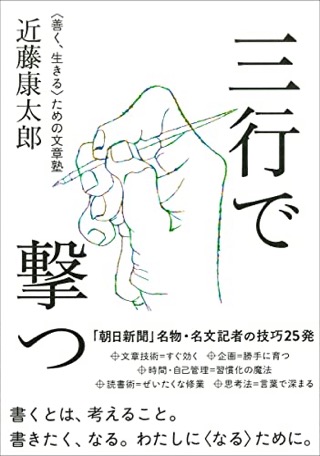 三行で
撃つ
〈善く、生きる〉ための文章塾
近藤康太郎
「朝日新聞」名物・名文記者の技巧25発
文章技術=すぐ効く 企画=勝手に育つ
時間・自己管理=習慣化の魔法
読書術=ぜいたくな修業 思考法=言葉で深まる
書くとは、考えること。
書きたく、なる。わたしに〈なる〉ために。